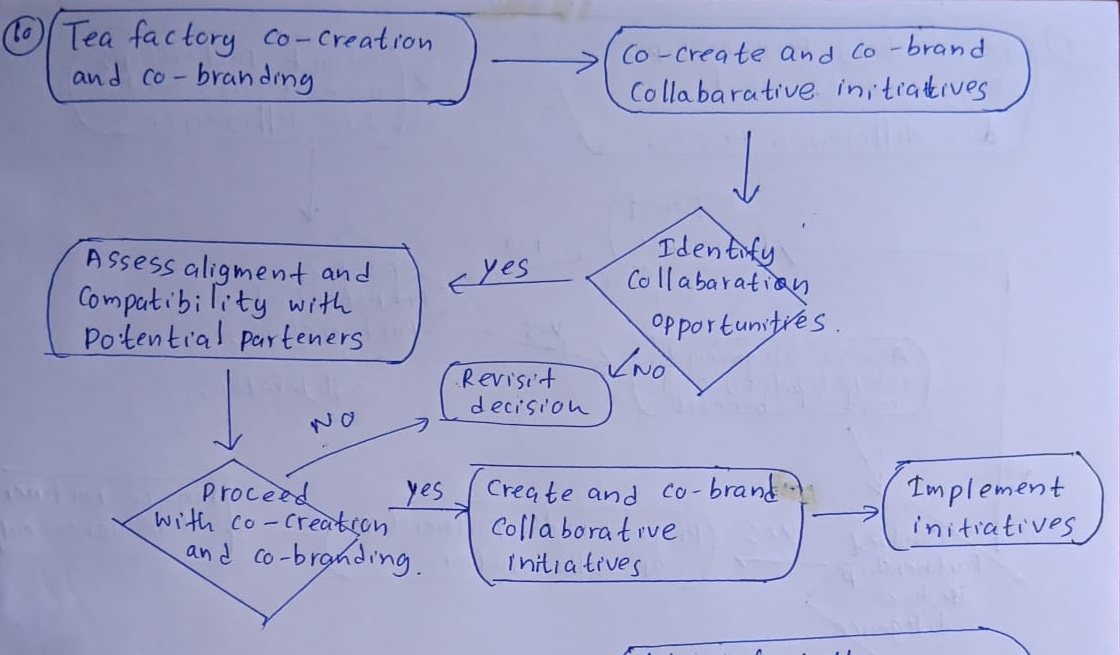 10
Tea factory co-creation
and co-branding
Co-create and co-brand
Collabarative initiatives
Identify
Collabaration
opportunities.
yes
NO
Assess aligment and
Compatibility with
Potential parteners
Revisit
decision
NO
Proceed
with co-creation
and co-branding.
yes
Create and co-brand
Collaborative
initiatives
Implement
initiatives